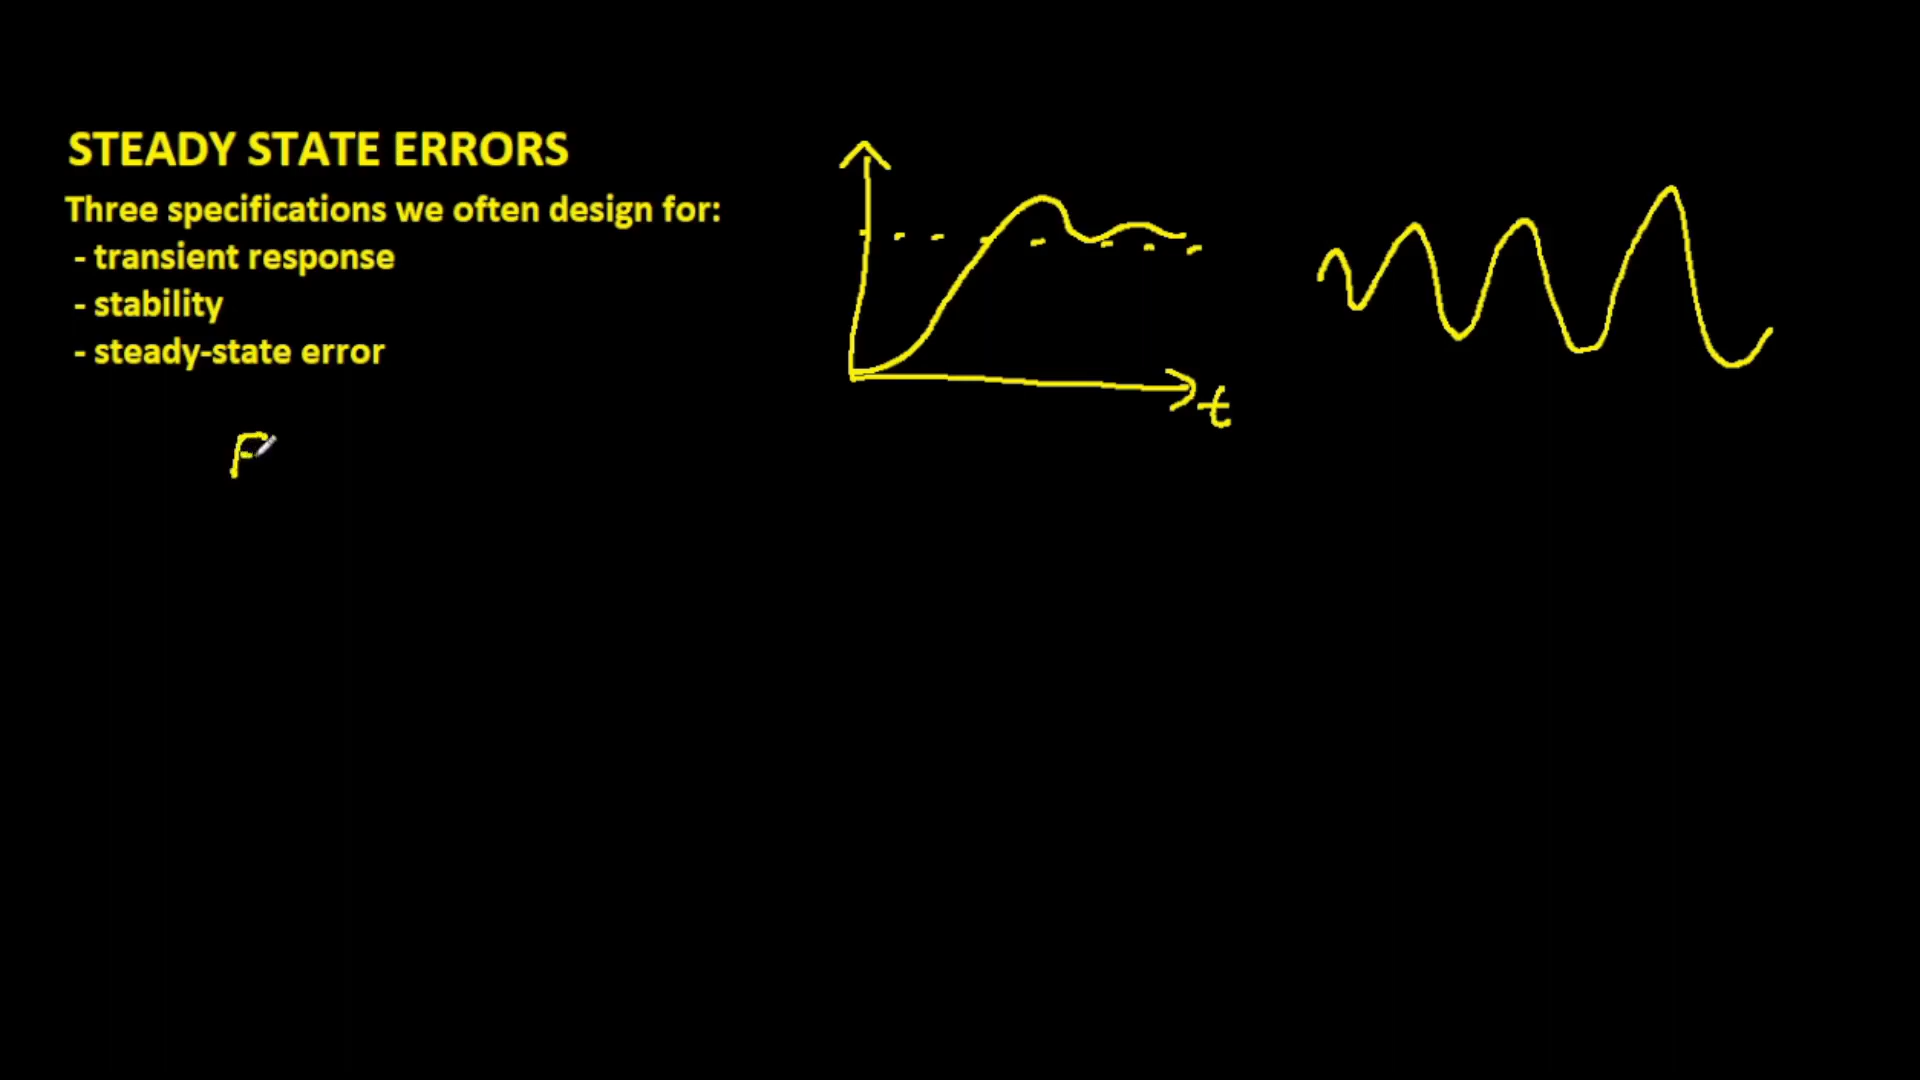 STEADY STATE ERRORS
Three specifications we often design for:
- transient response
- stability
- steady-state error
t
F